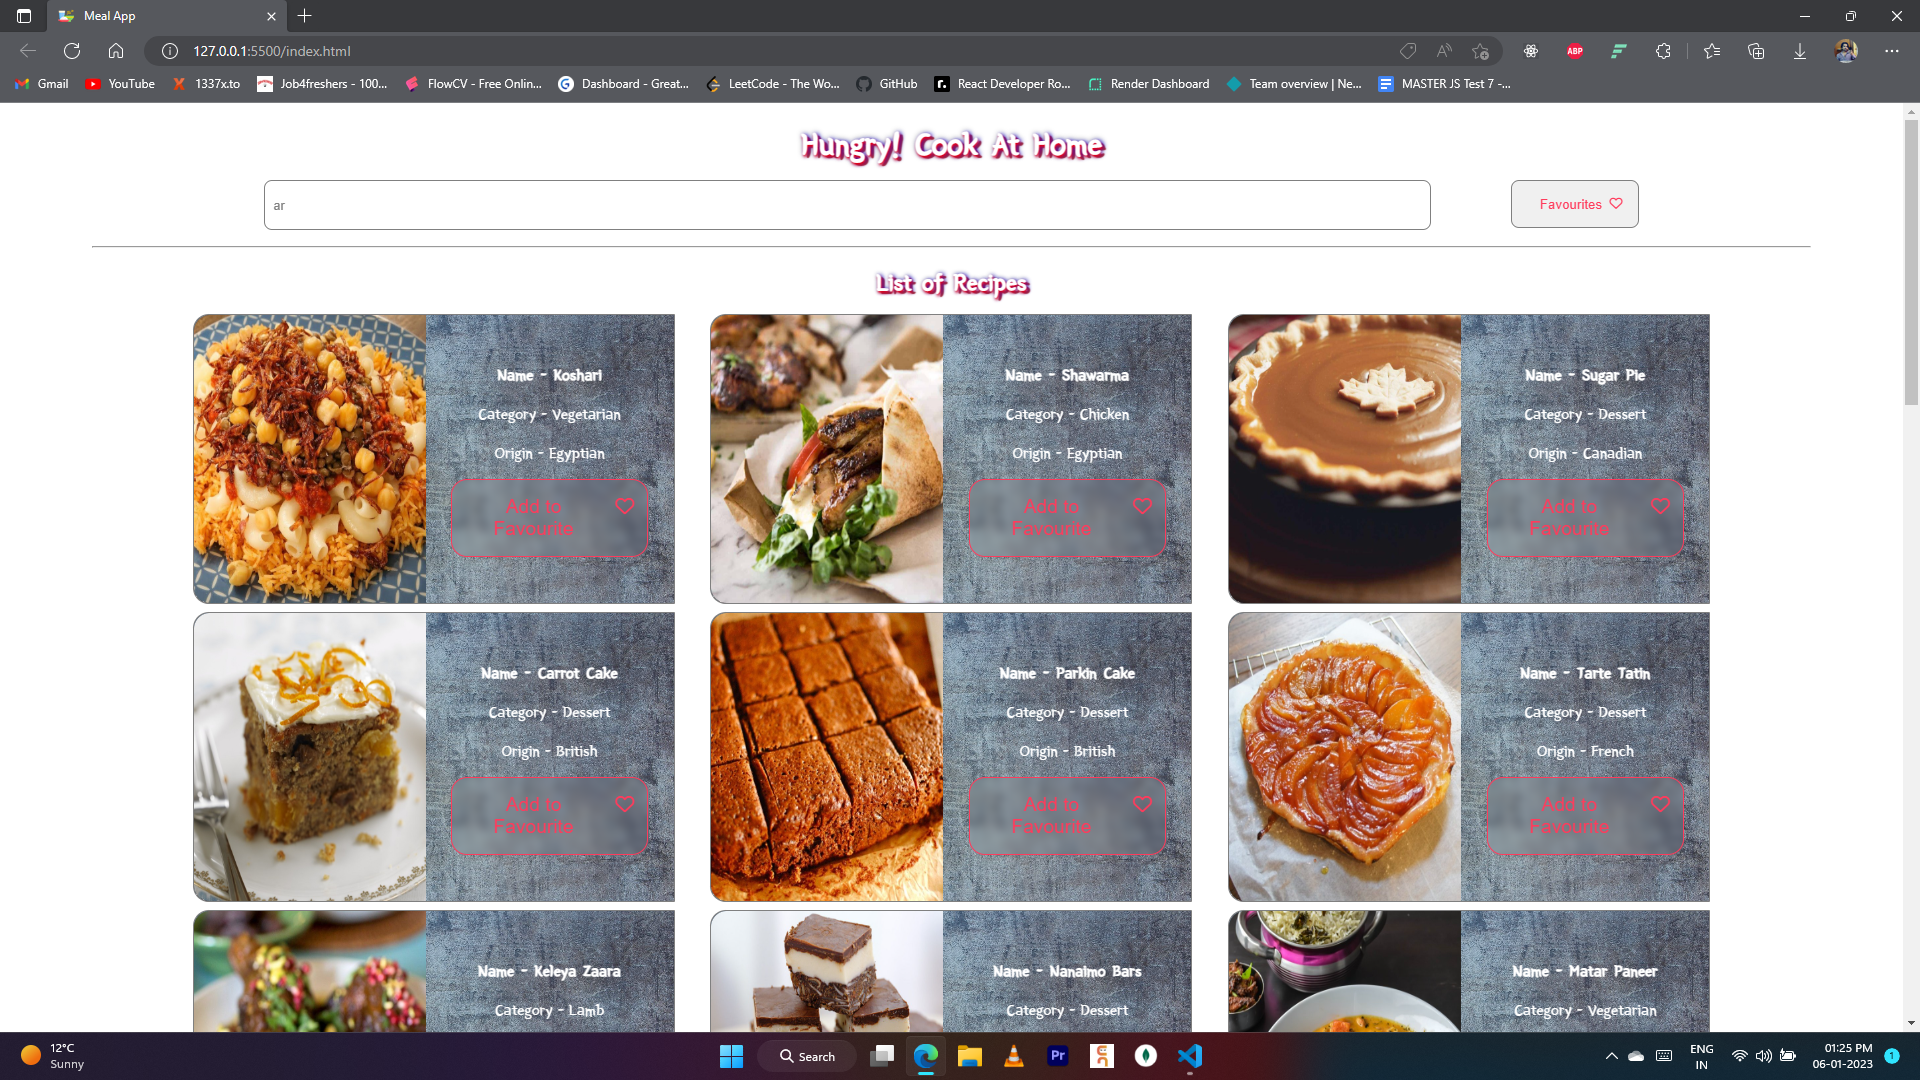 Meal App
127.0.0.1:5500/index.html
ABP
Gmail
YouTube
1337x.to
Job4freshers - 100...
FlowCV - Free Onlin...
Dashboard - Great...
LeetCode - The Wo...
GitHub
React Developer Ro...
Render Dashboard
Team overview | Ne...
MASTER JS Test 7 -...
Hungry! Cook At Home
ar
Favourites
List of Recipes
Name - Koshari
Category - Vegetarian
Origin - Egyptian
Add to
Favourite
Name - Shawarma
Category - Chicken
Origin - Egyptian
Add to
Favourite
Name - Sugar Pie
Category - Dessert
Origin - Canadian
Add to
Favourite
Name - Carrot Cake
Category - Dessert
Origin - British
Add to
Favourite
Name - Parkin Cake
Category - Dessert
Origin - British
Add to
Favourite
Name - Tarte Tatin
Category - Dessert
Origin - French
Add to
Favourite
Name - Keleya Zaara
Category - Lamb
Name - Nanaimo Bars
Category - Dessert
Name - Matar Paneer
Category - Vegetarian
12°C
Sunny
Search
Pr
ENG
IN
01:25 PM
06-01-2023
1